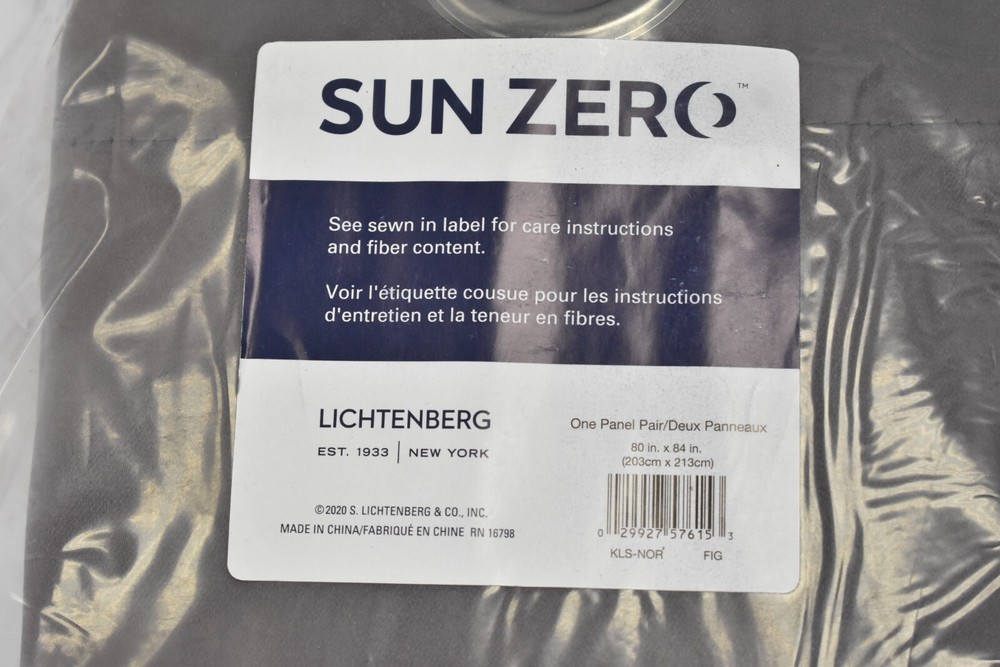 SUN ZERO™
See sewn in label for care instructions
and fiber content.
Voir l'étiquette cousue pour les instructions
d'entretien et la teneur en fibres.
LICHTENBERG
EST. 1933 | NEW YORK
©2020 S. LICHTENBERG & CO., INC.
MADE IN CHINA/FABRIQUÉ EN CHINE RN 16798
One Panel Pair/Deux Panneaux
80 in. x 84 in.
(203cm x 213cm)
0 29927 57615 3
KLS-NOR FIG